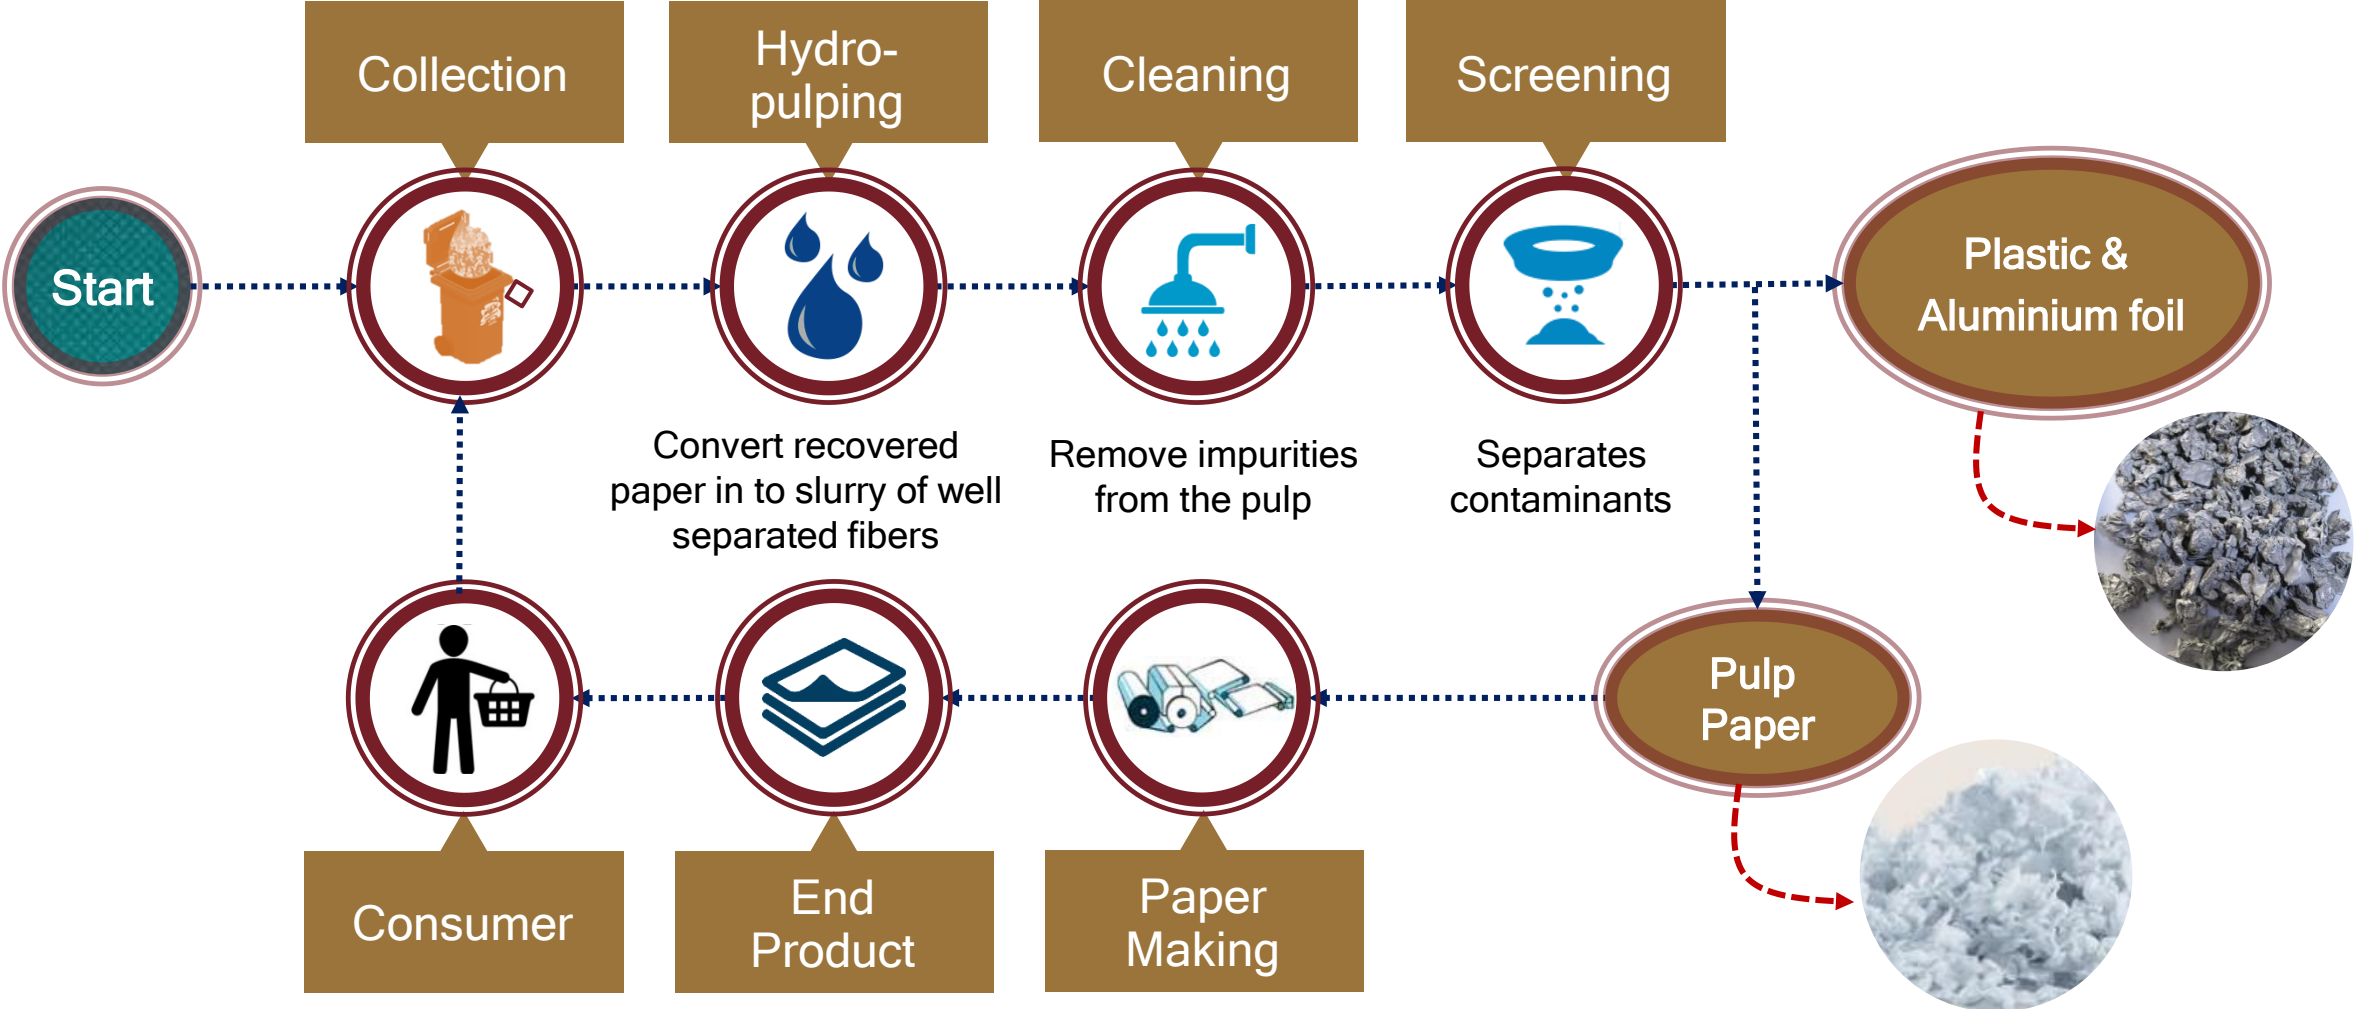 Collection
Hydro-
pulping
Cleaning
Screening
Start
Plastic &
Aluminium foil
Convert recovered
paper in to slurry of well
separated fibers
Remove impurities
from the pulp
Separates
contaminants
Pulp
Paper
Consumer
End
Product
Paper
Making